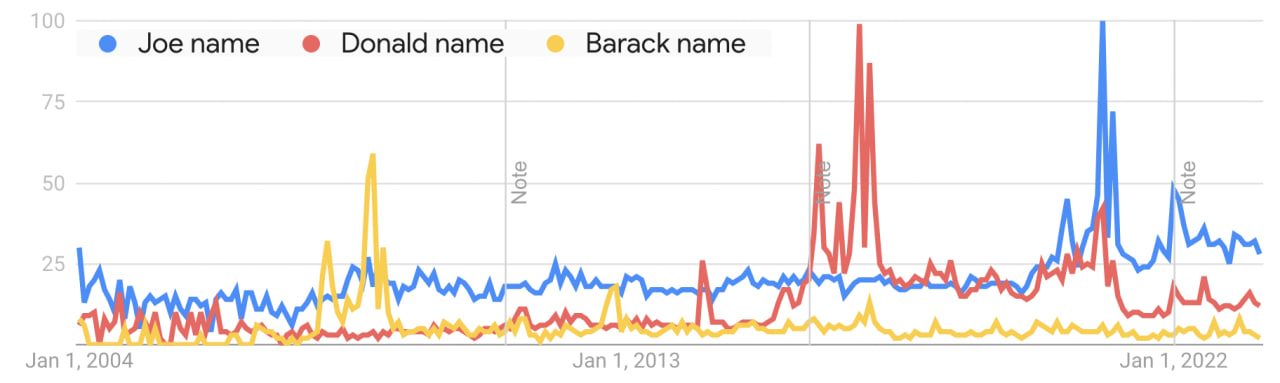 100
Joe name Donald name Barack name
75
50
25
Note
Note
Note
Jan 1, 2004 Jan 1, 2013 Jan 1, 2022